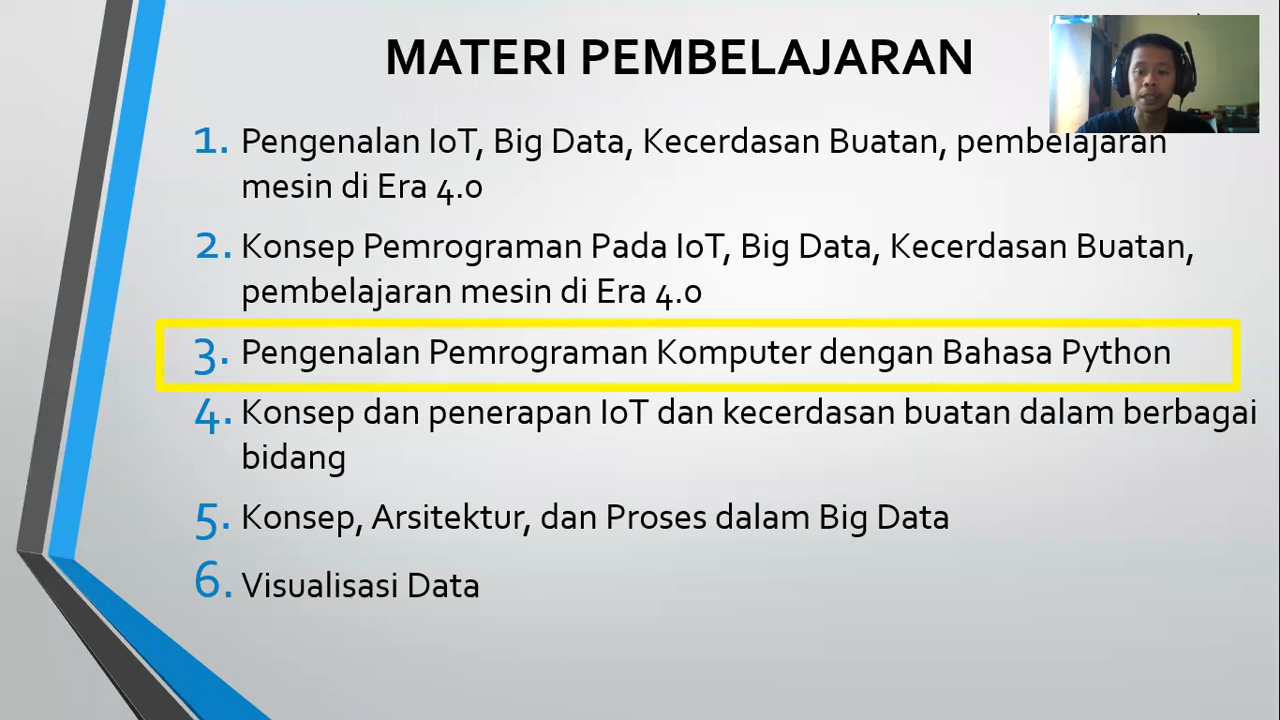 MATERI PEMBELAJARAN
1. Pengenalan IoT, Big Data, Kecerdasan Buatan, pembelajaran
mesin di Era 4.0
2. Konsep Pemrograman Pada IoT, Big Data, Kecerdasan Buatan,
pembelajaran mesin di Era 4.0
3. Pengenalan Pemrograman Komputer dengan Bahasa Python
4. Konsep dan penerapan IoT dan kecerdasan buatan dalam berbagai
bidang
5. Konsep, Arsitektur, dan Proses dalam Big Data
6. Visualisasi Data